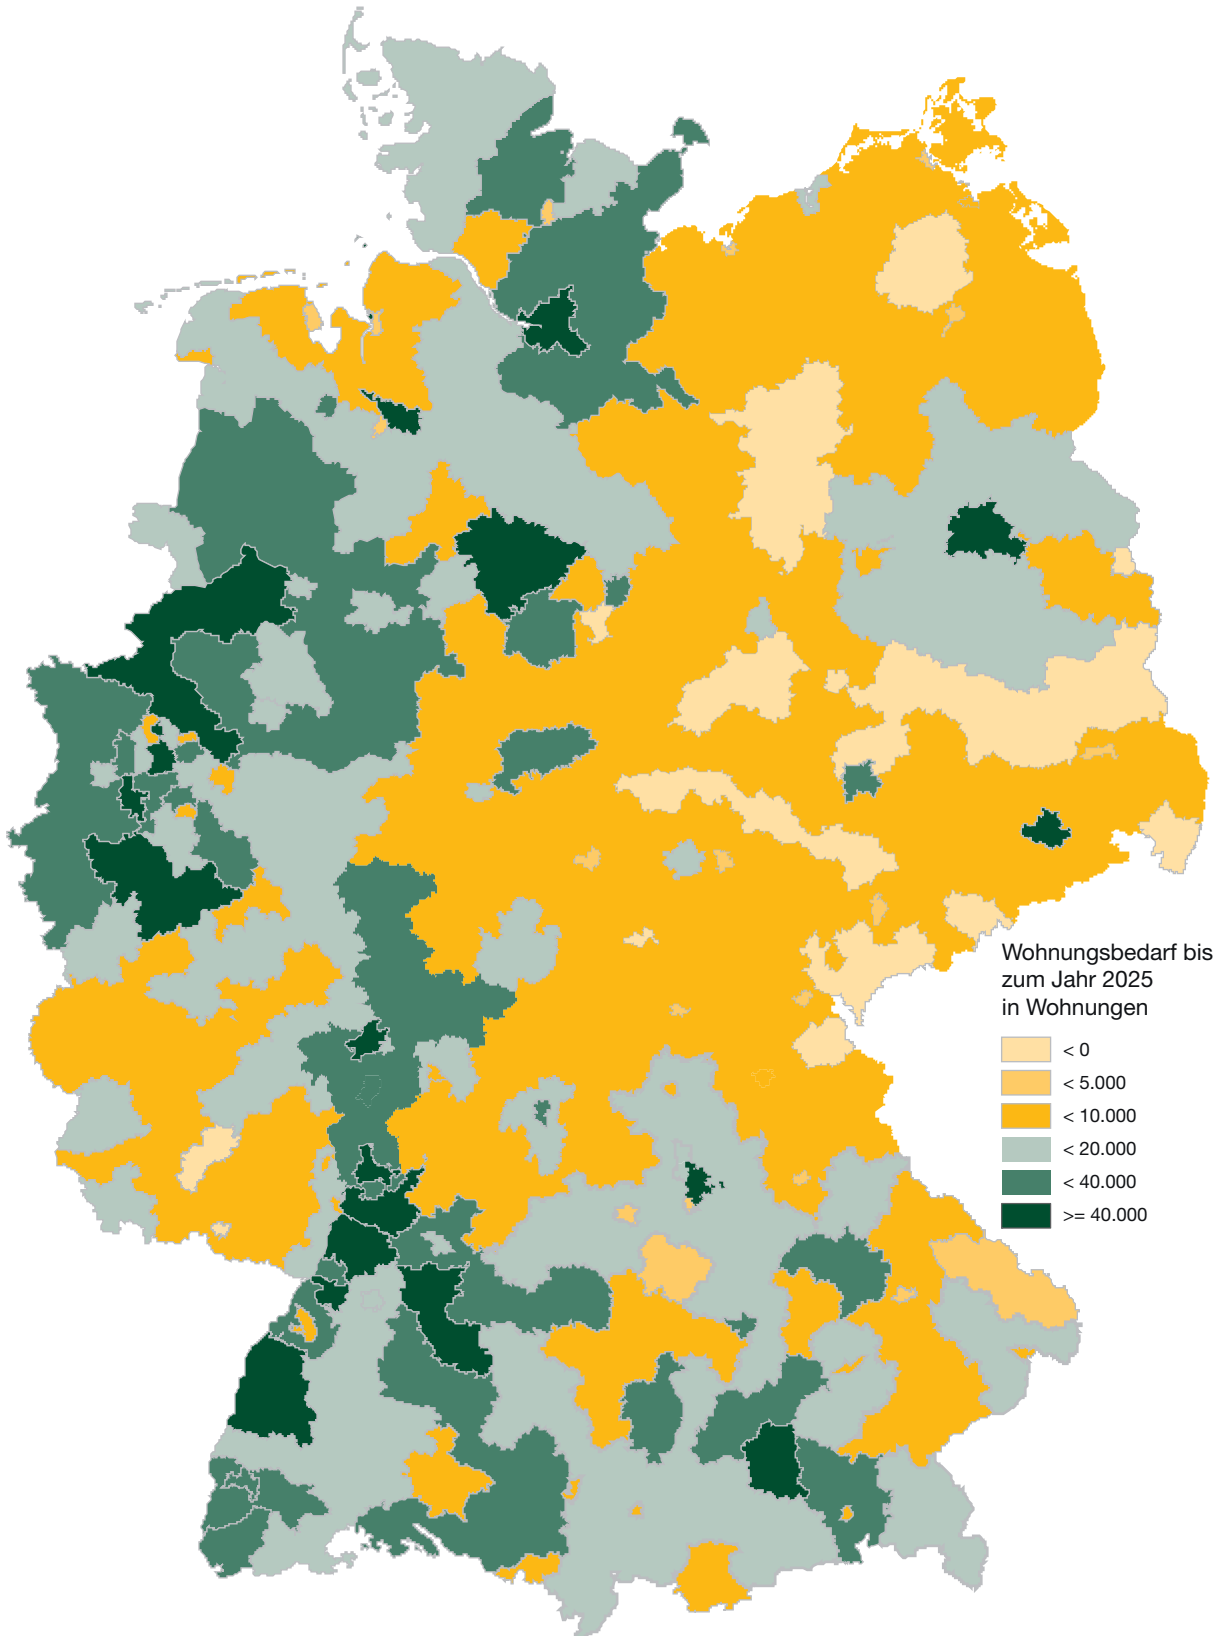 Wohnungsbedarf bis
zum Jahr 2025
in Wohnungen
< 0
< 5.000
< 10.000
< 20.000
< 40.000
>= 40.000